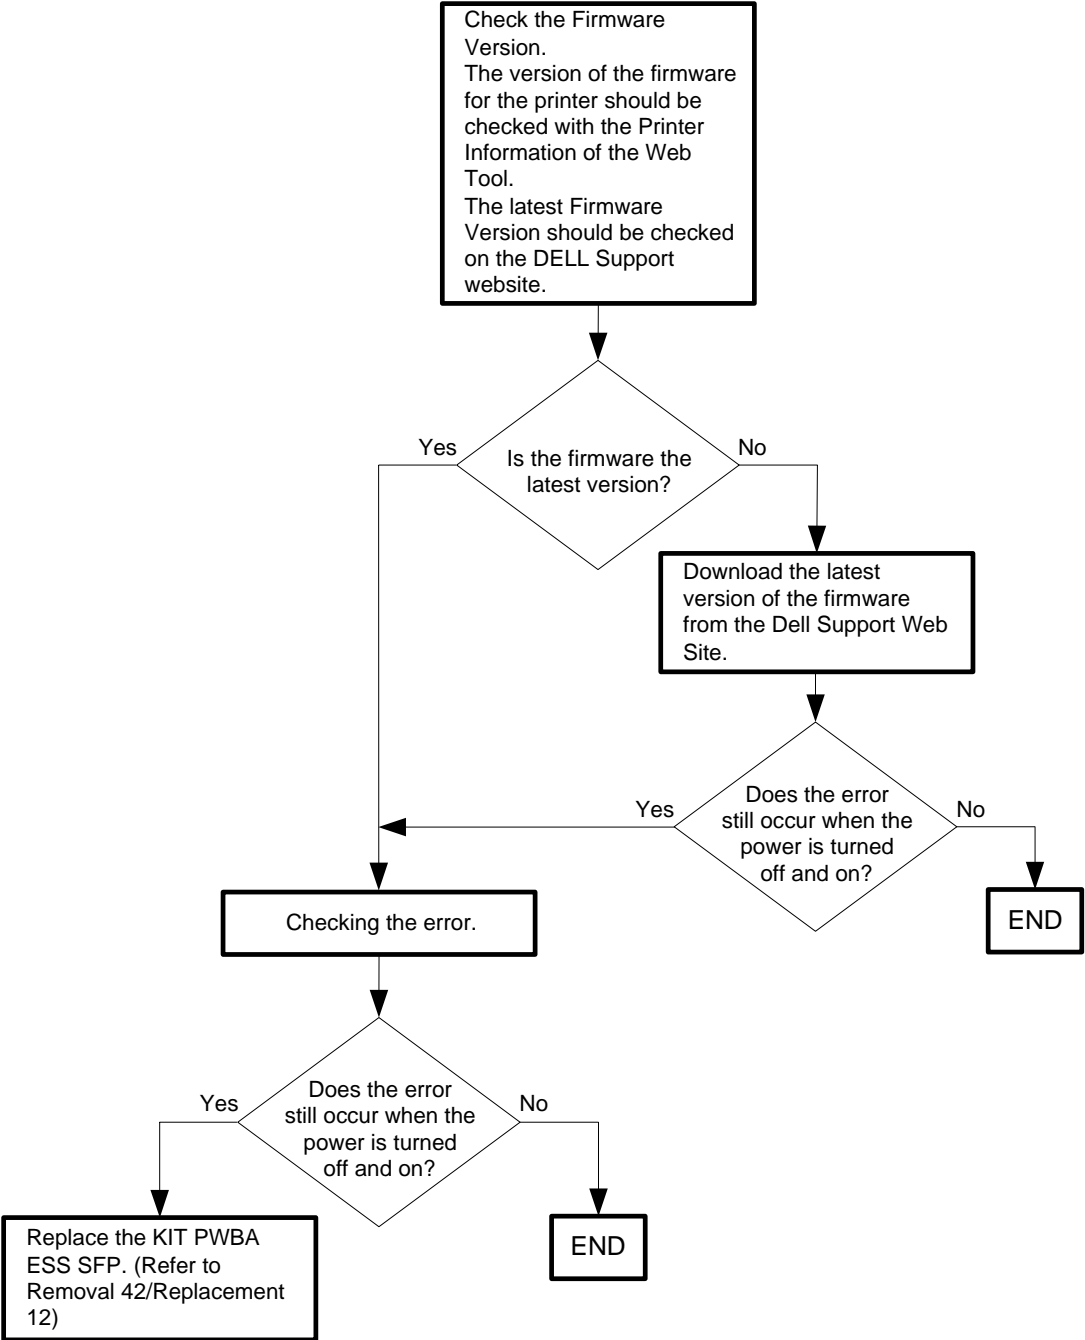 Check the Firmware
Version.
The version of the firmware
for the printer should be
checked with the Printer
Information of the Web
Tool.
The latest Firmware
Version should be checked
on the DELL Support
website.
Yes
No
Is the firmware the
latest version?
Download the latest
version of the firmware
from the Dell Support Web
Site.
Yes
No
Does the error
still occur when the
power is turned
off and on?
END
Checking the error.
Yes
No
Does the error
still occur when the
power is turned
off and on?
Replace the KIT PWBA
ESS SFP. (Refer to
Removal 42/Replacement
12)
END